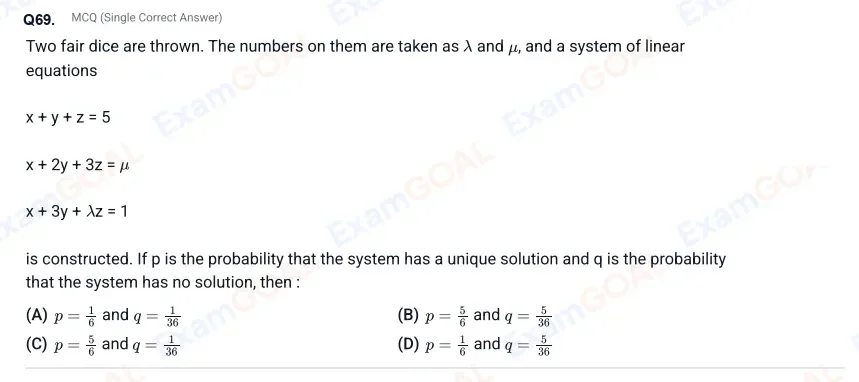 Q69. MCQ (Single Correct Answer)
Two fair dice are thrown. The numbers on them are taken as λ and μ, and a system of linear
equations
x + y + z = 5
x + 2y + 3z = μ
x + 3y + λz = 1
is constructed. If p is the probability that the system has a unique solution and q is the probability
that the system has no solution, then :
(A) p = 1/6 and q = 1/36 (B) p = 5/6 and q = 5/36
(C) p = 5/6 and q = 1/36 (D) p = 1/6 and q = 5/36
ExamGOAL